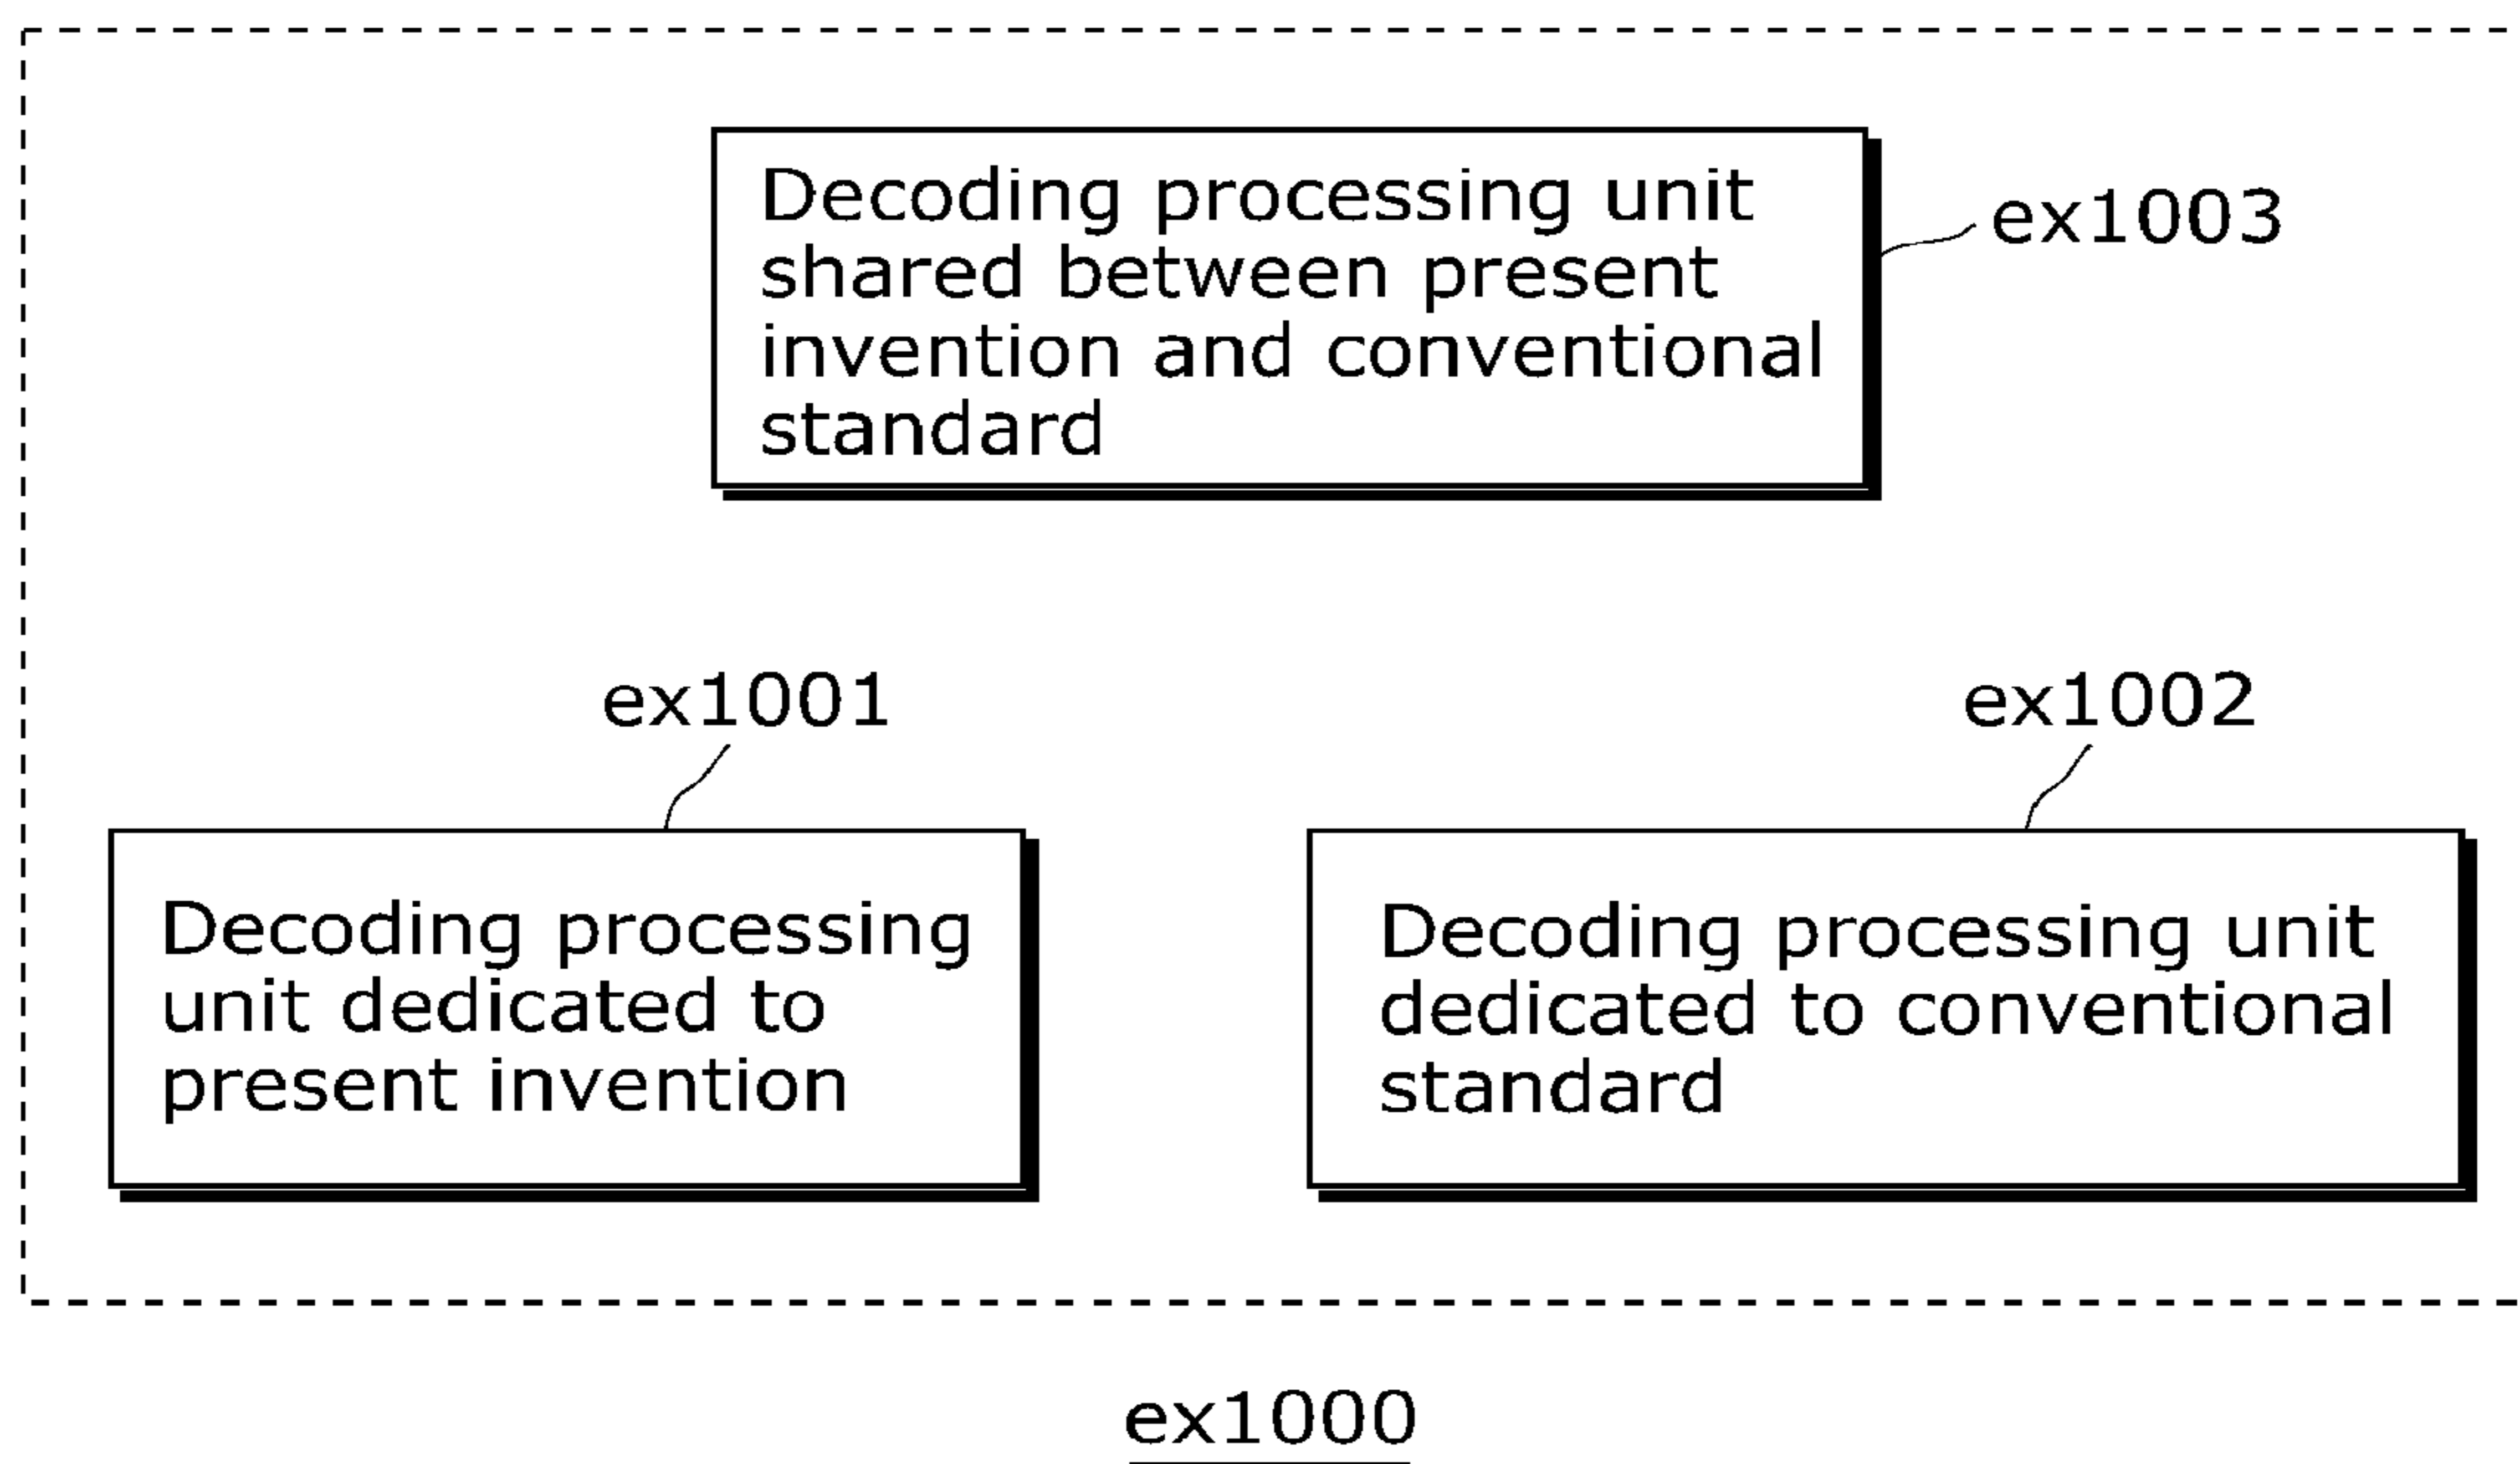 Decoding processing unit
shared between present
invention and conventional
standard
ex1003
ex1001
ex1002
Decoding processing
unit dedicated to
present invention
Decoding processing unit
dedicated to conventional
standard
ex1000